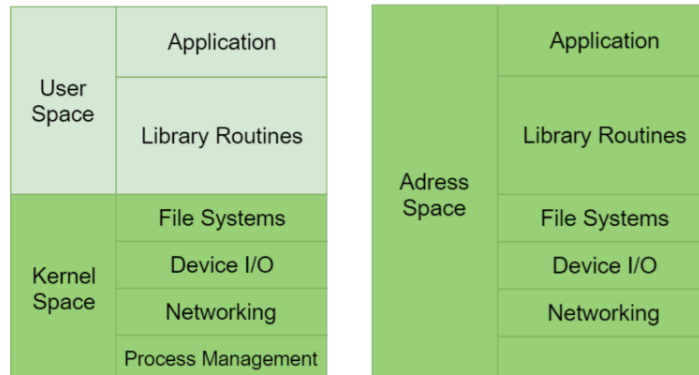 User
Space
Application
Library Routines
Kernel
Space
File Systems
Device I/O
Networking
Process Management
Adress
Space
Application
Library Routines
File Systems
Device I/O
Networking